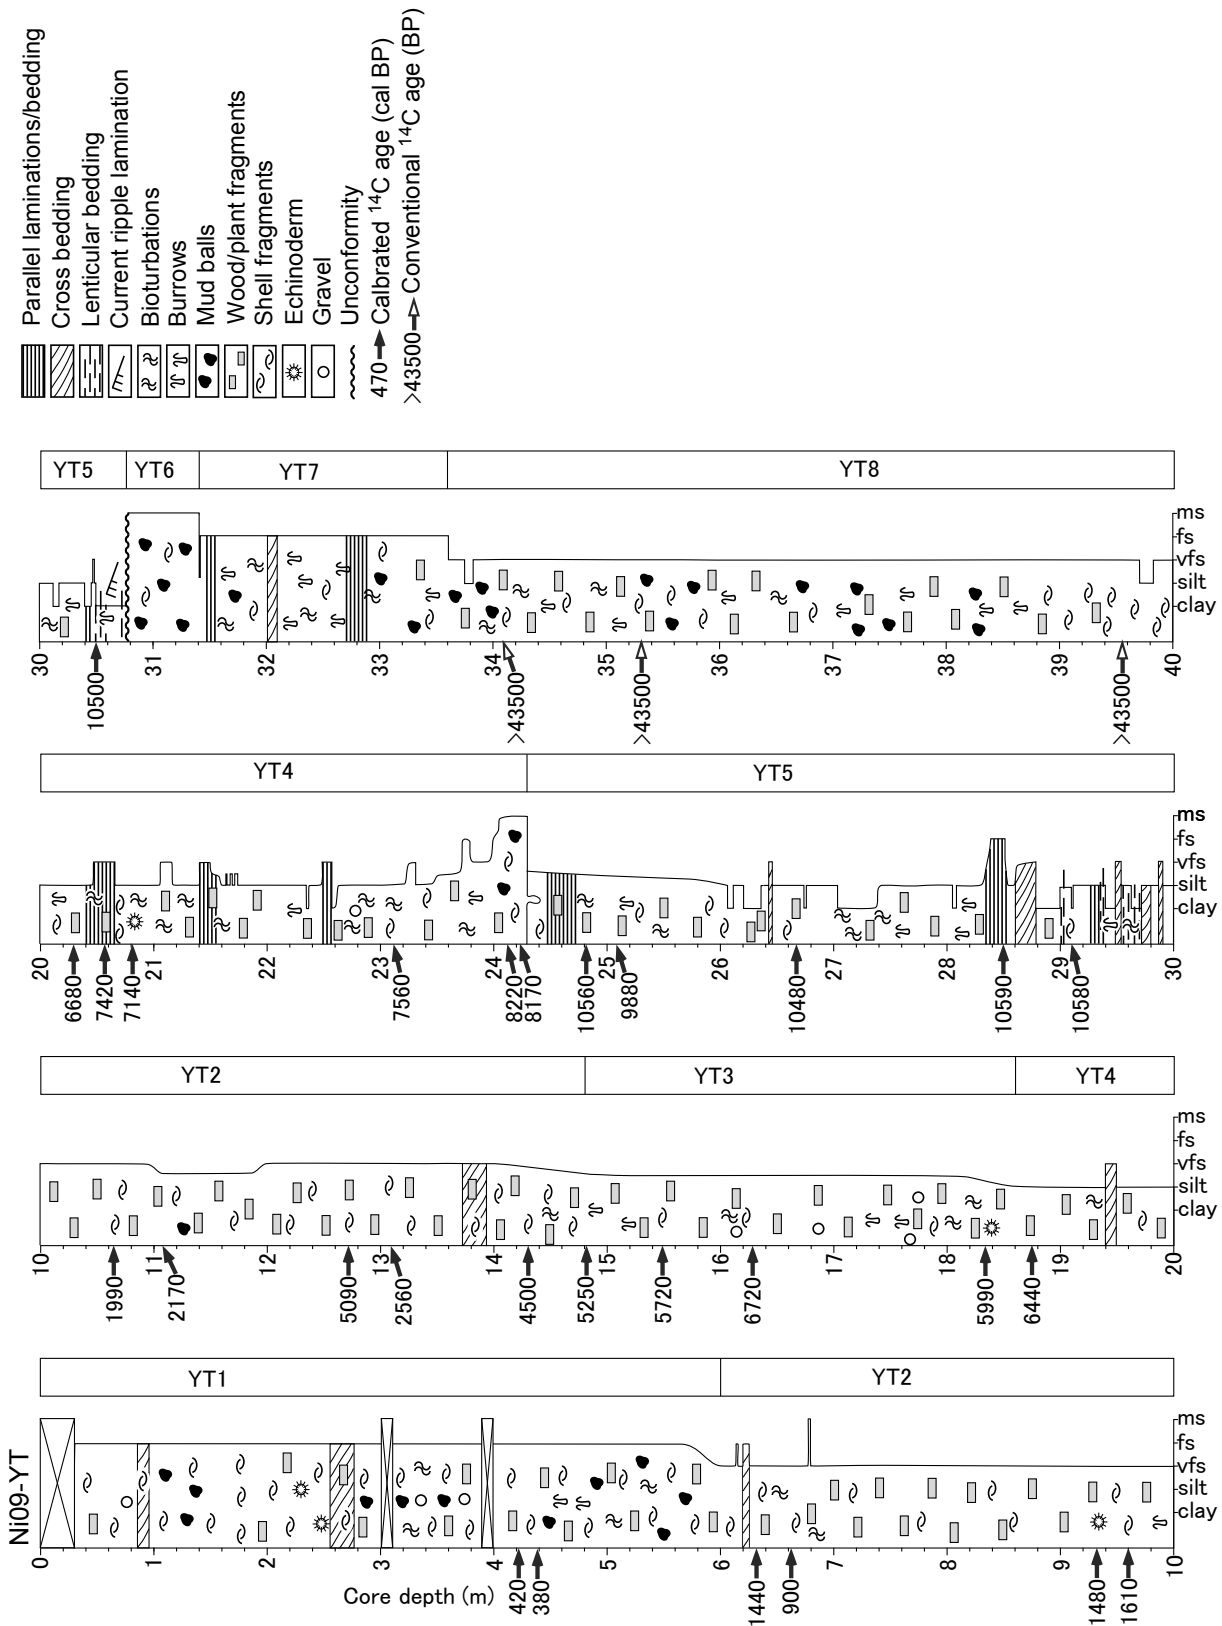 Parallel laminations/bedding
Cross bedding
Lenticular bedding
Current ripple lamination
Bioturbations
Burrows
Mud balls
Wood/plant fragments
Shell fragments
Echinoderm
Gravel
Unconformity
470 Calbrated 14C age (cal BP)
>43500 Conventional 14C age (BP)
YT5 YT6 YT7 YT8
ms
fs
vfs
silt
clay
30 31 32 33 34 35 36 37 38 39 40
10500 >43500 >43500 >43500
YT4 YT5
ms
fs
vfs
silt
clay
20 21 22 23 24 25 26 27 28 29 30
6680 7420 7140 7560 8220 8170 10560 9880 10480 10590 10580
YT2 YT3 YT4
ms
fs
vfs
silt
clay
10 11 12 13 14 15 16 17 18 19 20
1990 2170 5090 2560 4500 5250 5720 6720 5990 6440
Ni09-YT
YT1 YT2
ms
fs
vfs
silt
clay
0 1 2 3 4 5 6 7 8 9 10
Core depth (m)
420 380 1440 900 1480 1610